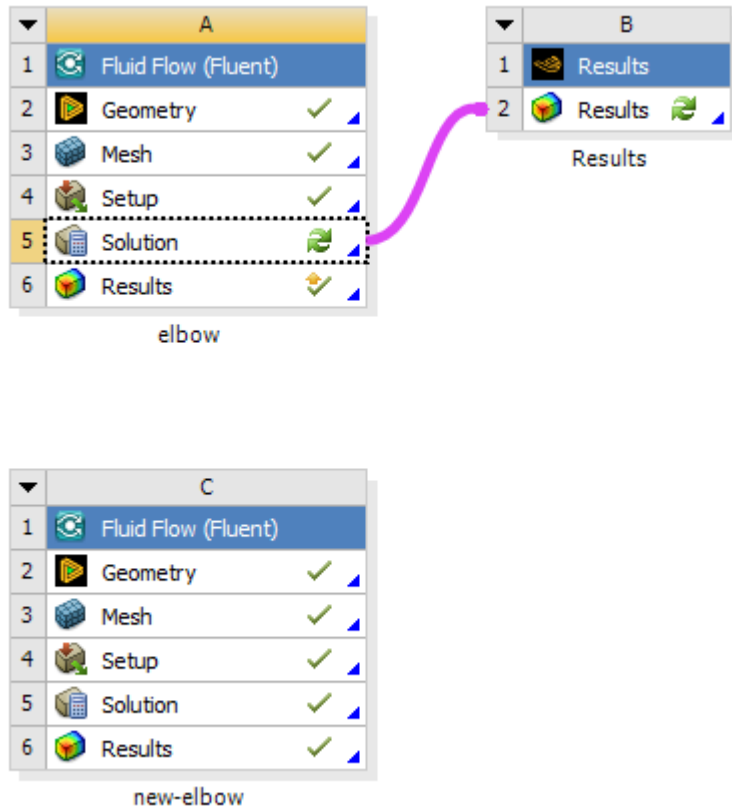 A
1 Fluid Flow (Fluent)
2 Geometry
3 Mesh
4 Setup
5 Solution
6 Results
elbow
B
1 Results
2 Results
Results
C
1 Fluid Flow (Fluent)
2 Geometry
3 Mesh
4 Setup
5 Solution
6 Results
new-elbow